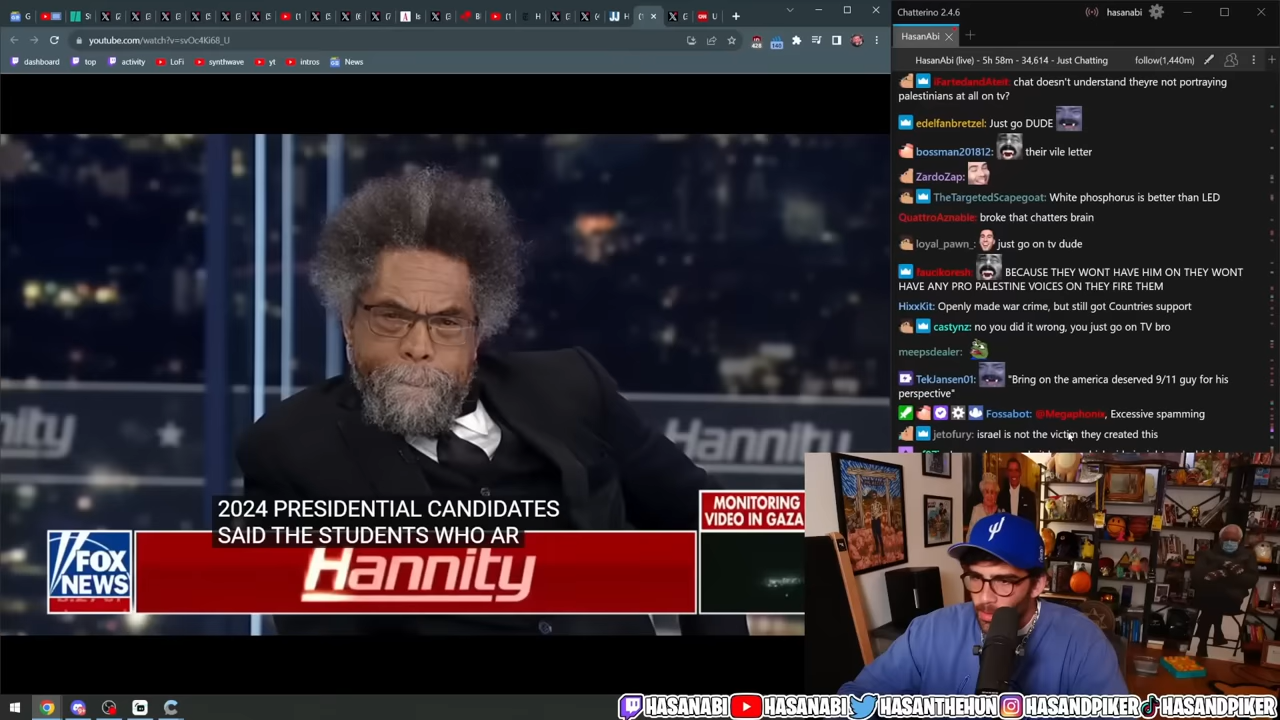 youtube.com/watch?v=svOc4Ki68_U
428
140
dashboard
top
activity
LoFi
synthwave
yt
intros
News
Hannity
2024 PRESIDENTIAL CANDIDATES
SAID THE STUDENTS WHO AR
FOX
NEWS
Hannity
MONITORING
VIDEO IN GAZA
Chatterino 2.4.6
hasanabi
HasanAbi
HasanAbi (live) - 5h 58m - 34,614 - Just Chatting
follow(1,440m)
iFartedandAteit: chat doesn't understand theyre not portraying
palestinians at all on tv?
edelfanbretzel: Just go DUDE
bossman201812: their vile letter
ZardoZap:
TheTargetedScapegoat: White phosphorus is better than LED
QuattroAznable: broke that chatters brain
loyal_pawn_: just go on tv dude
faucikoresh: BECAUSE THEY WONT HAVE HIM ON THEY WONT
HAVE ANY PRO PALESTINE VOICES ON THEY FIRE THEM
HixxKit: Openly made war crime, but still got Countries support
castynz: no you did it wrong, you just go on TV bro
meepsdealer:
TekJansen01: "Bring on the america deserved 9/11 guy for his
perspective"
Fossabot: @Megaphonix, Excessive spamming
jetofury: israel is not the victim they created this
HASANABI
HASANABI
HASANTHEHUN
HASANDPIKER
HASANDPIKER